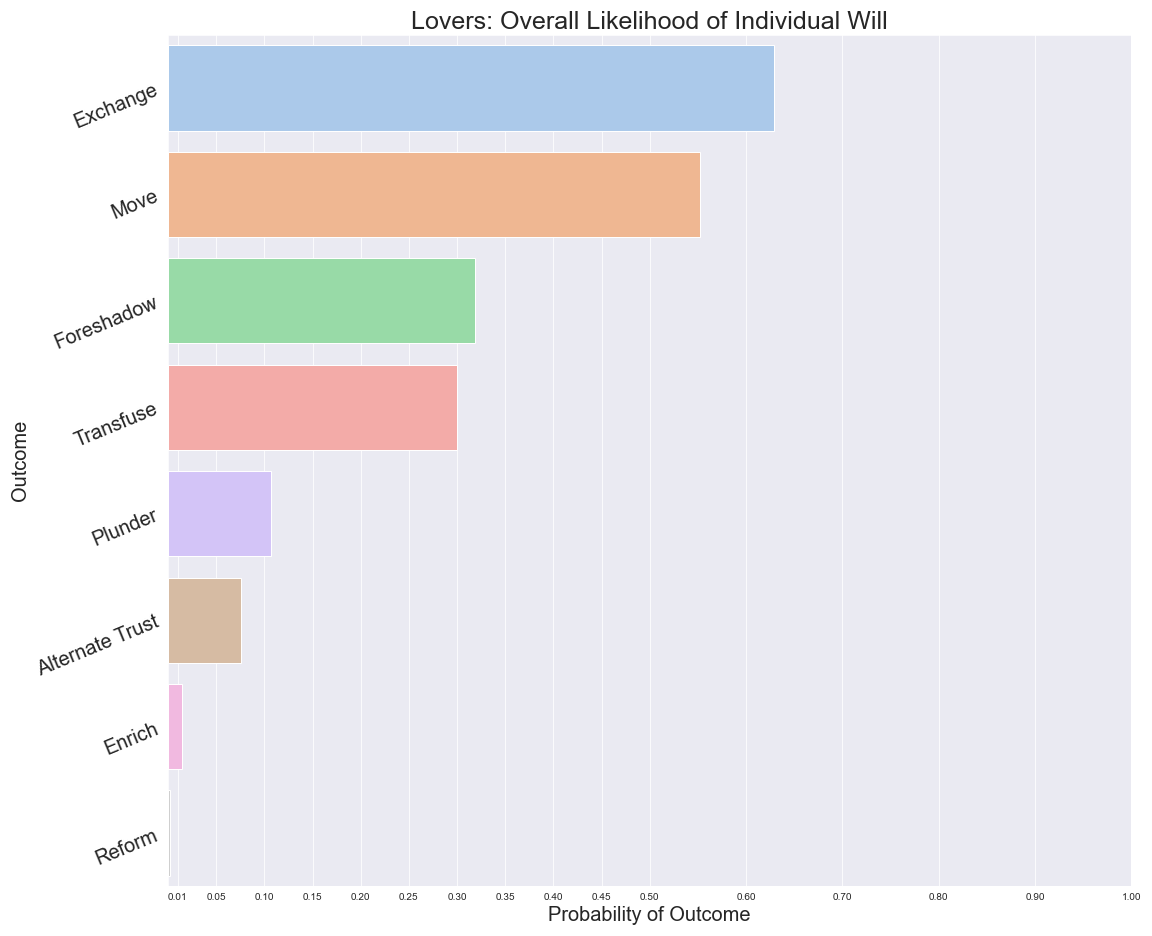 Lovers: Overall Likelihood of Individual Will
Exchange
Move
Foreshadow
Transfuse
Plunder
Alternate Trust
Enrich
Reform
Outcome
0.01 0.05 0.10 0.15 0.20 0.25 0.30 0.35 0.40 0.45 0.50 0.60 0.70 0.80 0.90 1.00
Probability of Outcome